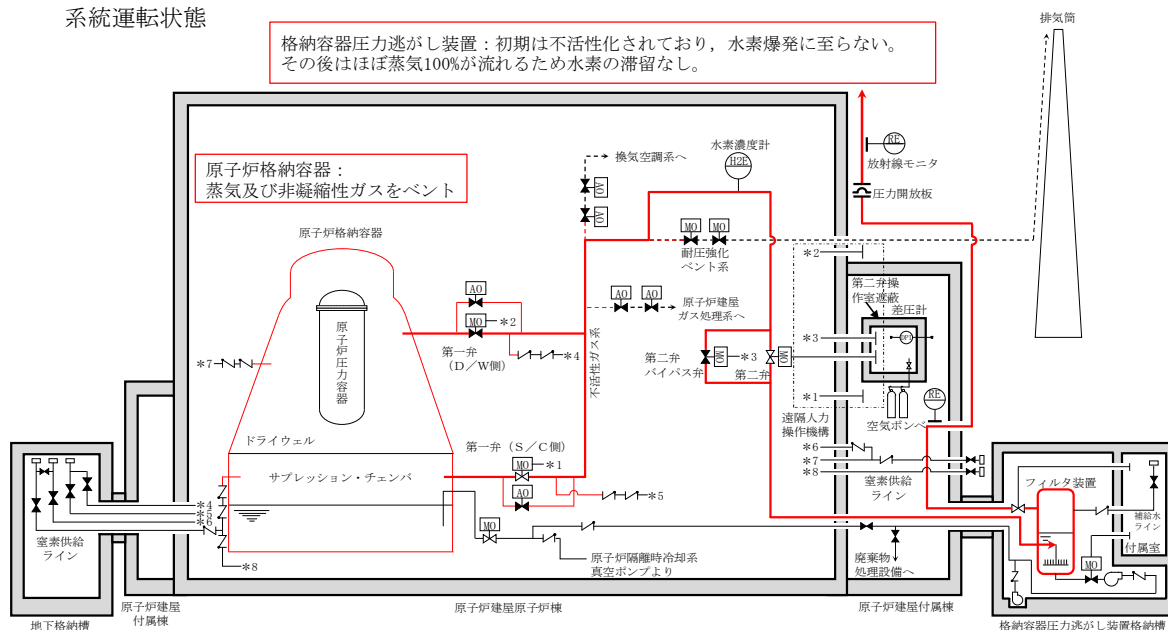 系統運転状態
格納容器圧力逃がし装置：初期は不活性化されており，水素爆発に至らない。
その後はほぼ蒸気100%が流れるため水素の滞留なし。
排気筒
水素濃度計
H2E
換気空調系へ
AO
AO
RE
放射線モニタ
圧力開放板
原子炉格納容器：
蒸気及び非凝縮性ガスをベント
原子炉格納容器
MO
MO
耐圧強化
ベント系
＊2
第二弁操
作室遮蔽
差圧計
DPI
AO
MO
＊2
AO
AO
原子炉建屋
ガス処理系へ
原子炉圧力容器
第一弁
（D／W側）
＊4
不活性ガス系
＊3
第二弁
バイパス弁
MO
＊3
第二弁
MO
＊7
＊1
RE
空気ボンベ
遠隔人力
操作機構
ドライウェル
第一弁（S／C側）
MO
＊1
サプレッション・チェンバ
AO
＊5
＊6
＊7
＊8
窒素供給
ライン
フィルタ装置
補給水
ライン
付属室
MO
＊4
＊5
＊6
窒素供給
ライン
＊8
MO
原子炉隔離時冷却系
真空ポンプより
廃棄物
処理設備へ
地下格納槽
原子炉建屋
付属棟
原子炉建屋原子炉棟
原子炉建屋付属棟
格納容器圧力逃がし装置格納槽